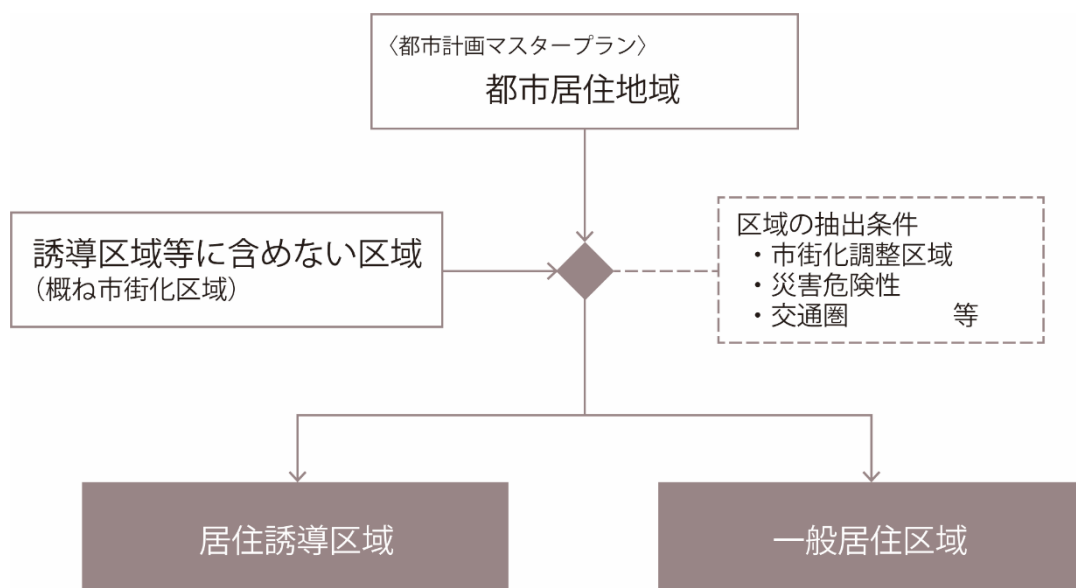 〈都市計画マスタープラン〉
都市居住地域
誘導区域等に含めない区域
（概ね市街化区域）
区域の抽出条件
・市街化調整区域
・災害危険性
・交通圏　　　　等
居住誘導区域
一般居住区域